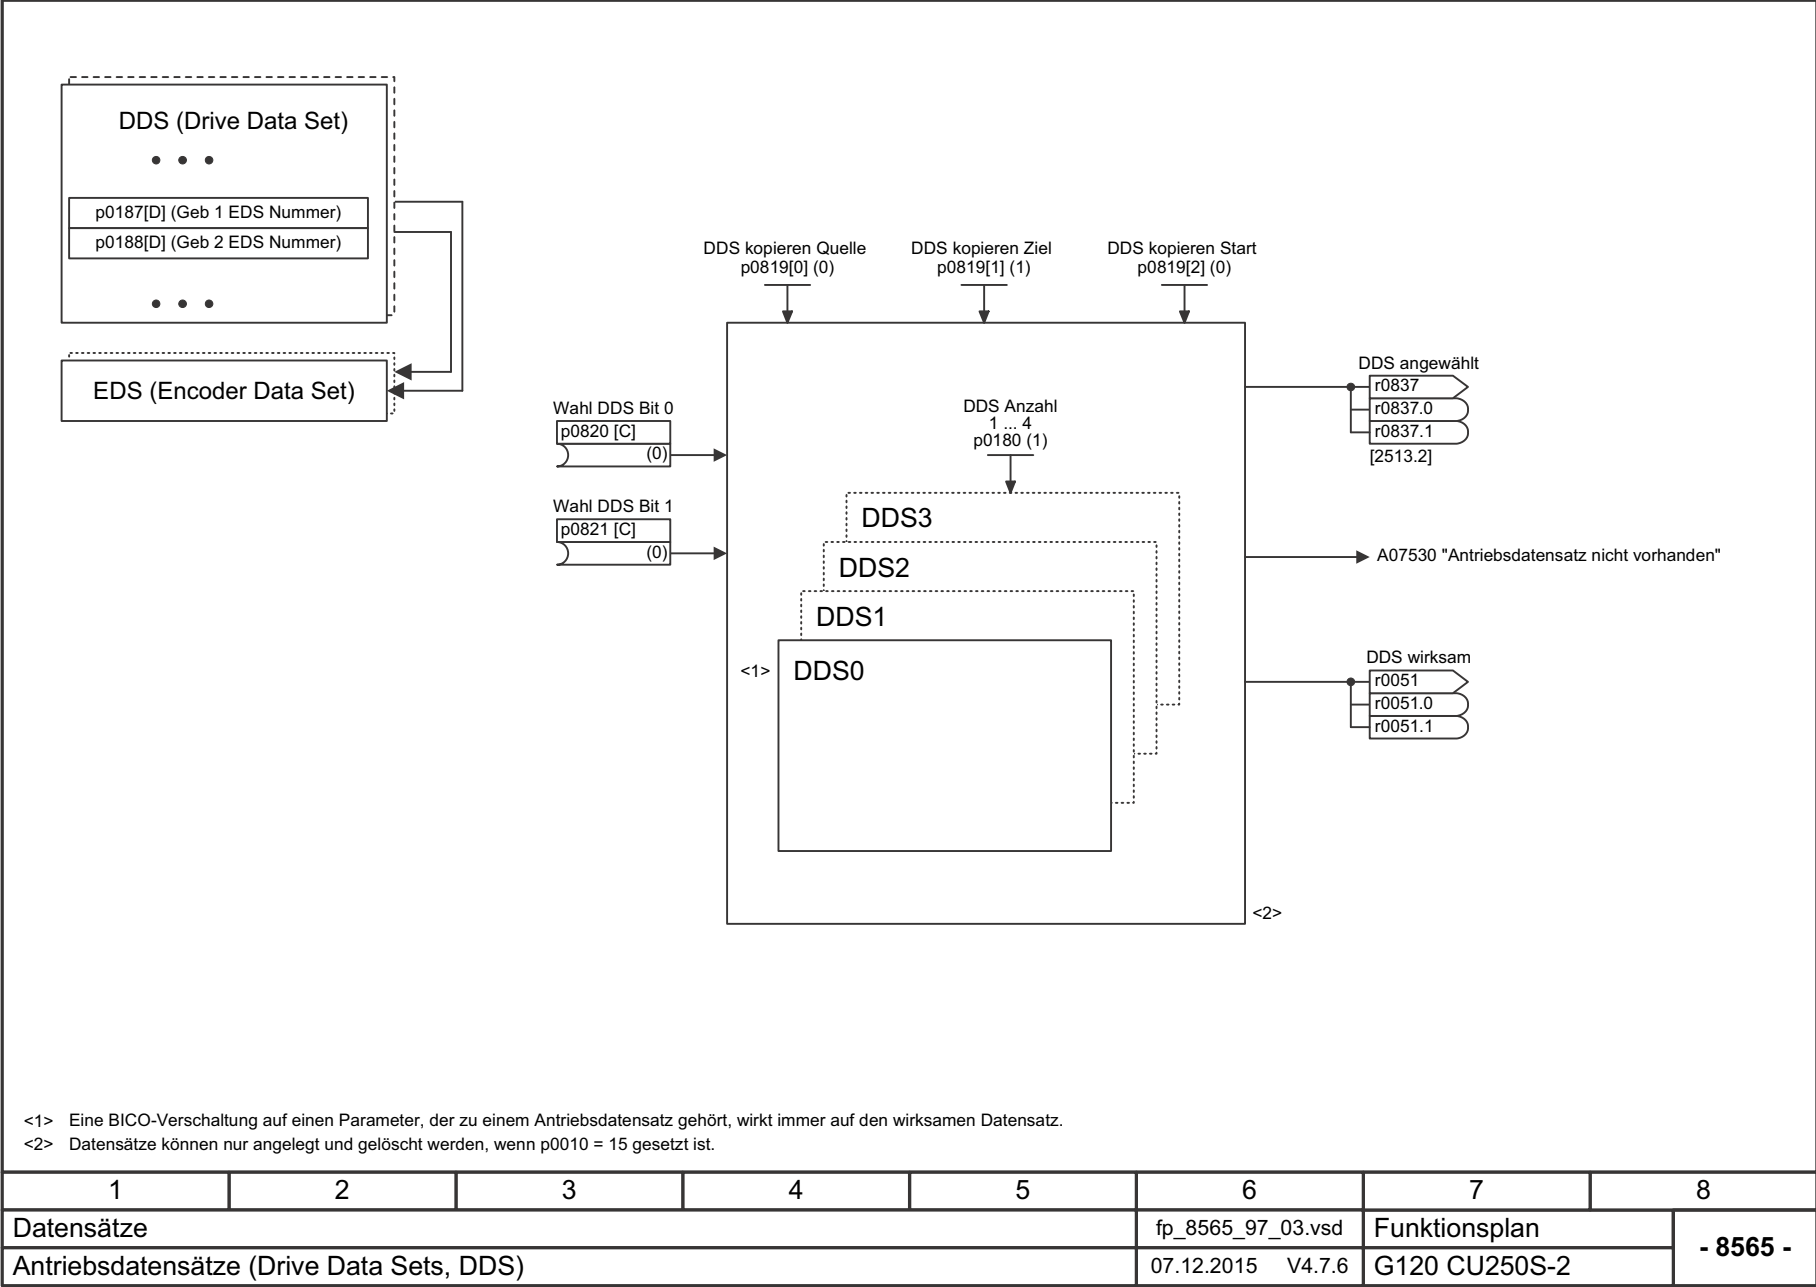 DDS (Drive Data Set)
p0187[D] (Geb 1 EDS Nummer)
p0188[D] (Geb 2 EDS Nummer)
EDS (Encoder Data Set)
DDS kopieren Quelle
p0819[0] (0)
DDS kopieren Ziel
p0819[1] (1)
DDS kopieren Start
p0819[2] (0)
Wahl DDS Bit 0
p0820 [C]
(0)
Wahl DDS Bit 1
p0821 [C]
(0)
DDS Anzahl
1 ... 4
p0180 (1)
DDS3
DDS2
DDS1
<1> DDS0
<2>
DDS angewählt
r0837
r0837.0
r0837.1
[2513.2]
A07530 "Antriebsdatensatz nicht vorhanden"
DDS wirksam
r0051
r0051.0
r0051.1
<1> Eine BICO-Verschaltung auf einen Parameter, der zu einem Antriebsdatensatz gehört, wirkt immer auf den wirksamen Datensatz.
<2> Datensätze können nur angelegt und gelöscht werden, wenn p0010 = 15 gesetzt ist.
1 2 3 4 5 6 7 8
Datensätze
fp_8565_97_03.vsd
Funktionsplan
- 8565 -
Antriebsdatensätze (Drive Data Sets, DDS)
07.12.2015 V4.7.6
G120 CU250S-2